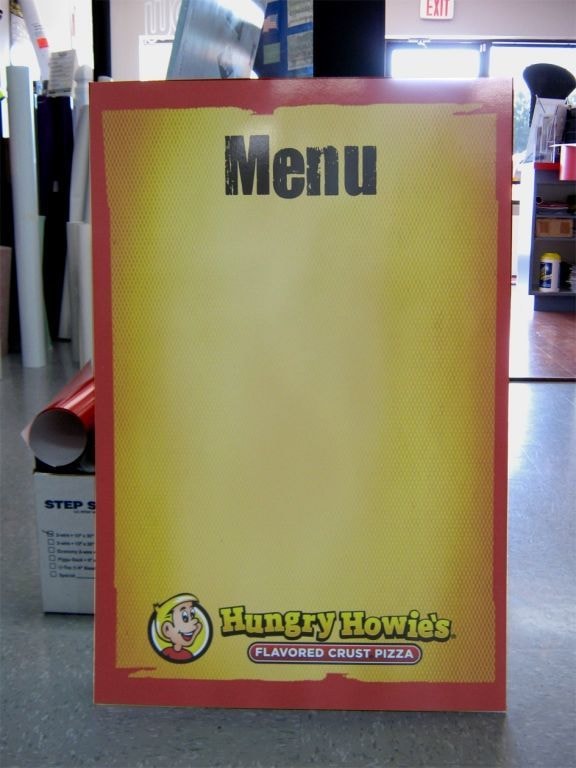 EXIT
Menu
STEP S
Hungry Howie's
FLAVORED CRUST PIZZA